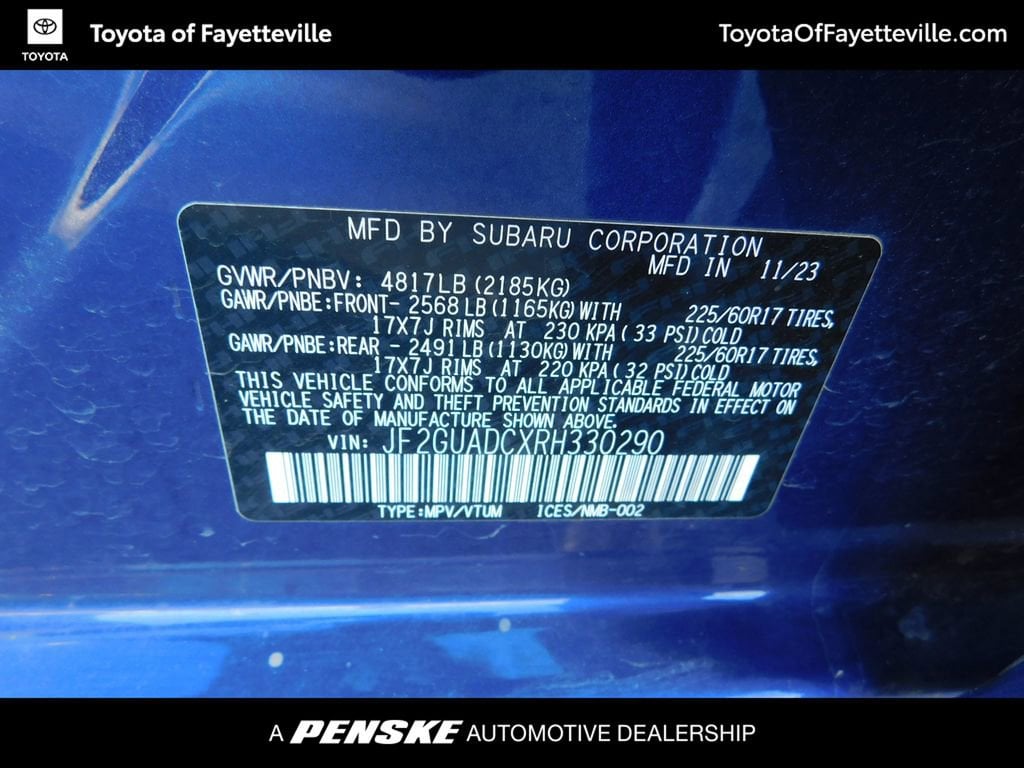 TOYOTA
Toyota of Fayetteville
ToyotaOfFayetteville.com
MFD BY SUBARU CORPORATION
MFD IN 11/23
GVWR/PNBV: 4817LB (2185KG)
GAWR/PNBE:FRONT- 2568 LB (1165KG) WITH 225/60R17 TIRES,
17X7J RIMS AT 230 KPA ( 33 PSI) COLD
GAWR/PNBE:REAR - 2491 LB (1130KG) WITH 225/60R17 TIRES,
17X7J RIMS AT 220 KPA ( 32 PSI) COLD
THIS VEHICLE CONFORMS TO ALL APPLICABLE FEDERAL MOTOR
VEHICLE SAFETY AND THEFT PREVENTION STANDARDS IN EFFECT ON
THE DATE OF MANUFACTURE SHOWN ABOVE.
VIN: JF2GUADCXRH330290
TYPE:MPV/VTUM ICES/NMB-002
A PENSKE AUTOMOTIVE DEALERSHIP